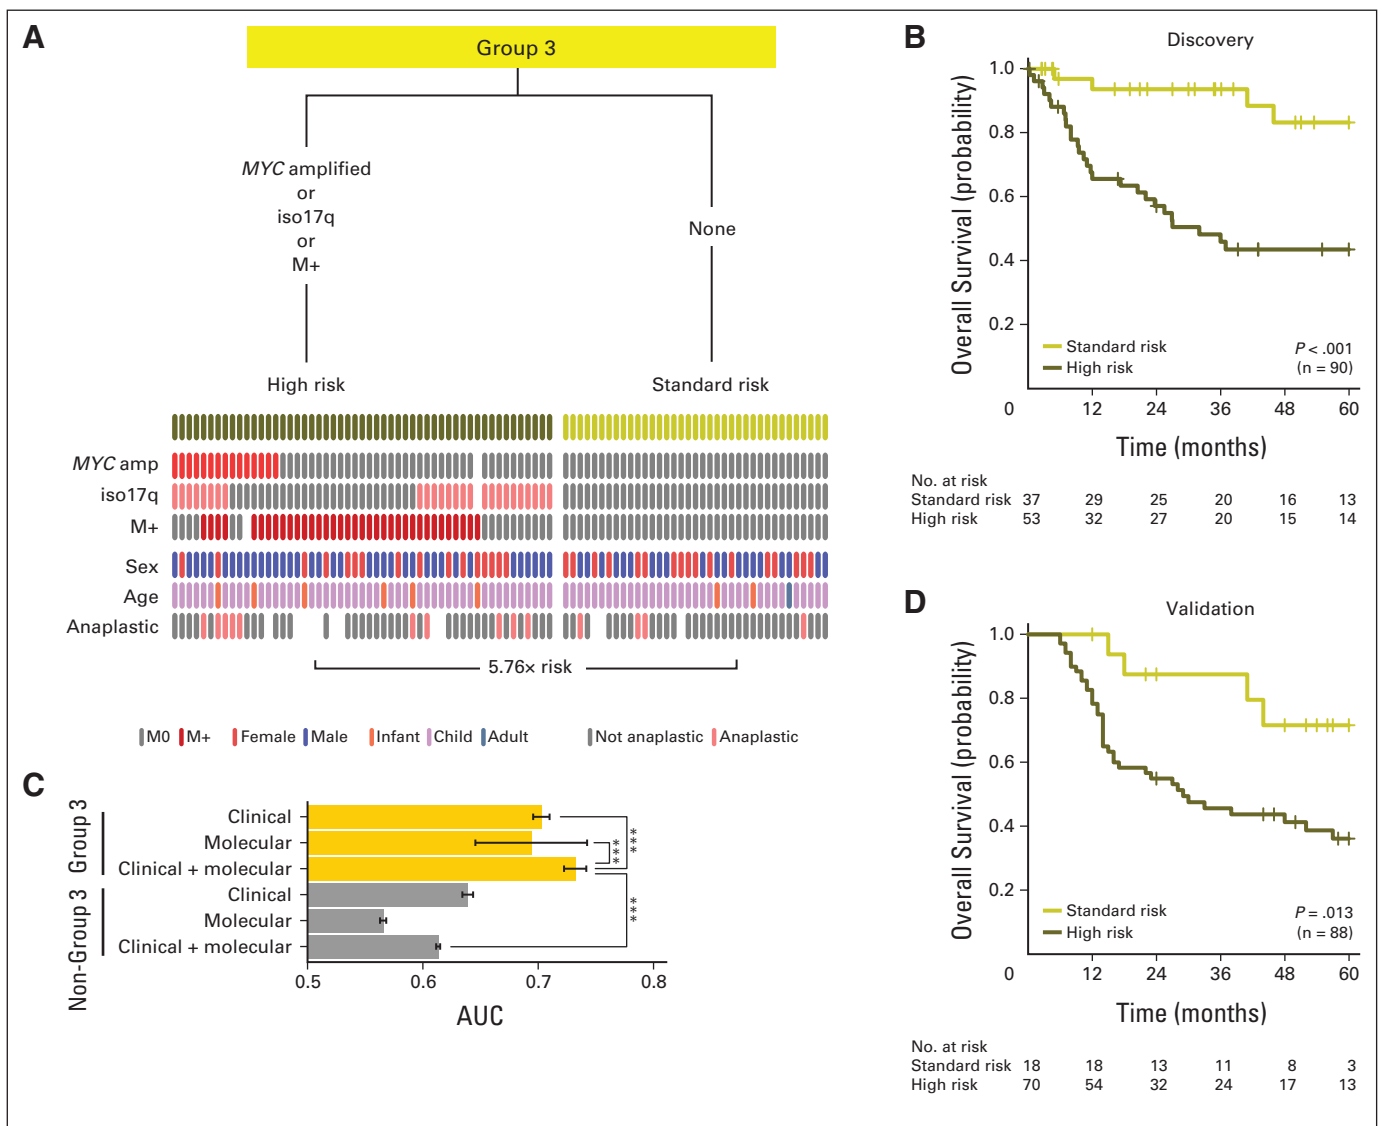 A
Group 3
MYC amplified
or
iso17q
or
M+
None
High risk
Standard risk
MYC amp
iso17q
M+
Sex
Age
Anaplastic
5.76× risk
M0 M+ Female Male Infant Child Adult Not anaplastic Anaplastic
B
Discovery
Overall Survival (probability)
1.0
0.8
0.6
0.4
0.2
Standard risk
High risk
P < .001
(n = 90)
0 12 24 36 48 60
Time (months)
No. at risk
Standard risk 37 29 25 20 16 13
High risk 53 32 27 20 15 14
C
Group 3
Clinical
Molecular
Clinical + molecular
Non-Group 3
Clinical
Molecular
Clinical + molecular
***
***
***
0.5 0.6 0.7 0.8
AUC
D
Validation
Overall Survival (probability)
1.0
0.8
0.6
0.4
0.2
Standard risk
High risk
P = .013
(n = 88)
0 12 24 36 48 60
Time (months)
No. at risk
Standard risk 18 18 13 11 8 3
High risk 70 54 32 24 17 13